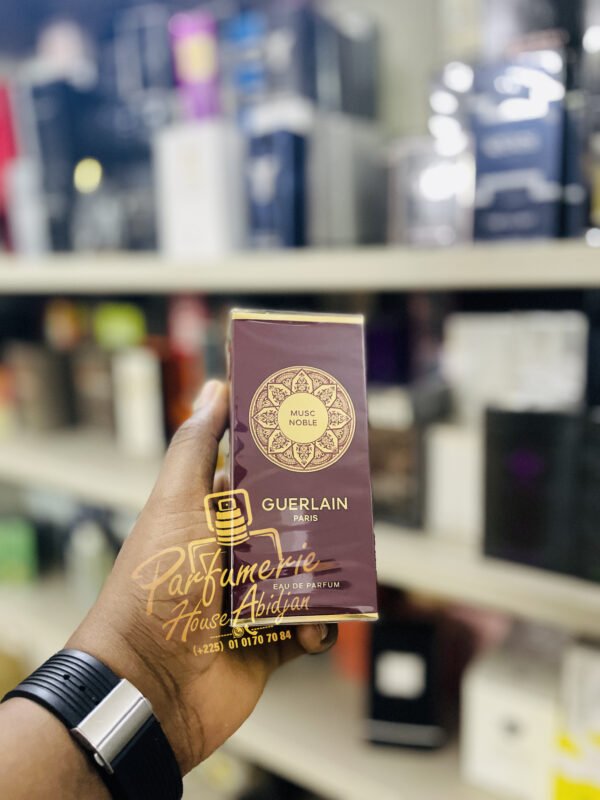 MUSC
NOBLE
GUERLAIN
PARIS
EAU DE PARFUM
Parfumerie
House Abidjan
(+225) 01 01 70 70 84